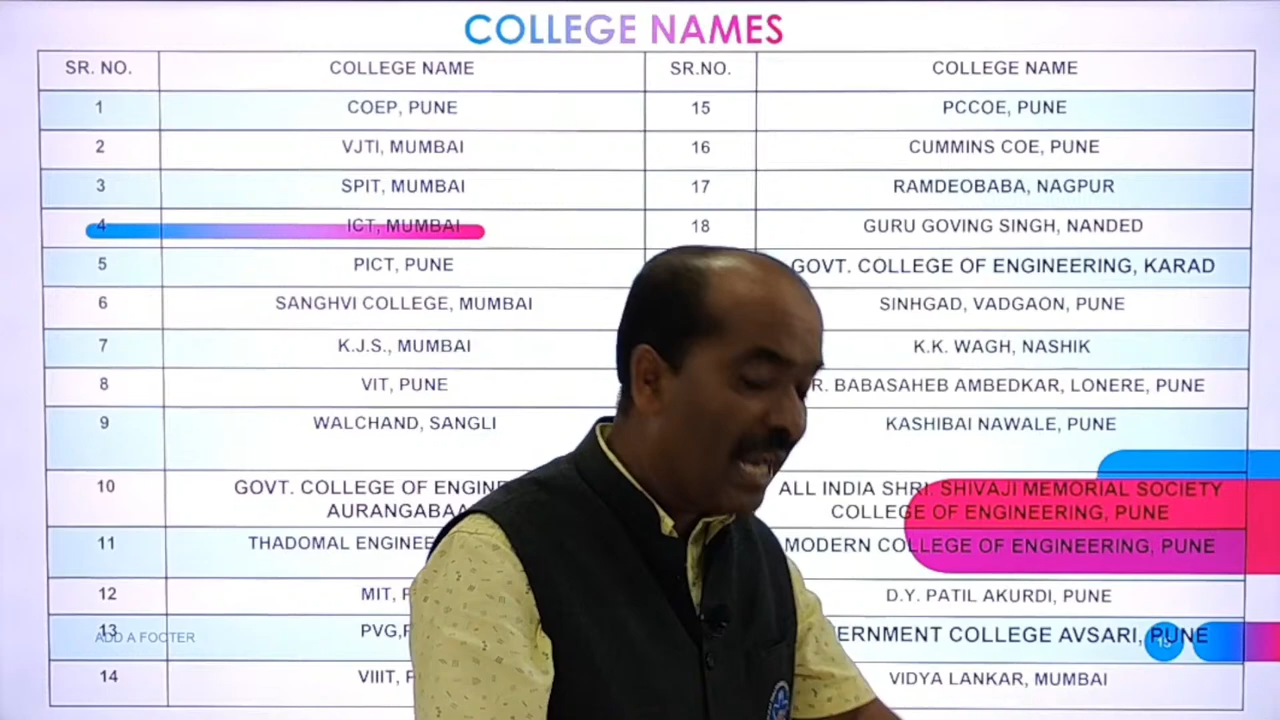 COLLEGE NAMES
SR. NO. COLLEGE NAME SR.NO. COLLEGE NAME
1 COEP, PUNE 15 PCCOE, PUNE
2 VJTI, MUMBAI 16 CUMMINS COE, PUNE
3 SPIT, MUMBAI 17 RAMDEOBABA, NAGPUR
4 ICT, MUMBAI 18 GURU GOVING SINGH, NANDED
5 PICT, PUNE GOVT. COLLEGE OF ENGINEERING, KARAD
6 SANGHVI COLLEGE, MUMBAI SINHGAD, VADGAON, PUNE
7 K.J.S., MUMBAI K.K. WAGH, NASHIK
8 VIT, PUNE R. BABASAHEB AMBEDKAR, LONERE, PUNE
9 WALCHAND, SANGLI KASHIBAI NAWALE, PUNE
10 GOVT. COLLEGE OF ALL INDIA SHRI. SHIVAJI MEMORIAL SOCIETY
COLLEGE OF ENGINEERING, PUNE
11 THADOMAL MODERN COLLEGE OF ENGINEERING, PUNE
12 MIT, D.Y. PATIL AKURDI, PUNE
13 PVG, COLLEGE AVSARI, PUNE
ADD A FOOTER 15
14 VIIIT, VIDYA LANKAR, MUMBAI